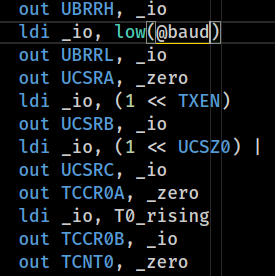 out UBRRH, _io
ldi _io, low(@baud)
out UBRRL, _io
out UCSRA, _zero
ldi _io, (1 << TXEN)
out UCSRB, _io
ldi _io, (1 << UCSZ0) |
out UCSRC, _io
out TCCR0A, _zero
ldi _io, T0_rising
out TCCR0B, _io
out TCNT0, _zero